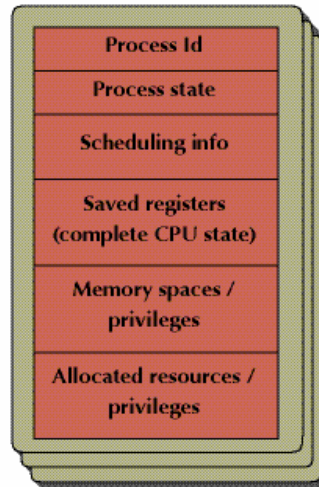 Process Id
Process state
Scheduling info
Saved registers
(complete CPU state)
Memory spaces /
privileges
Allocated resources /
privileges